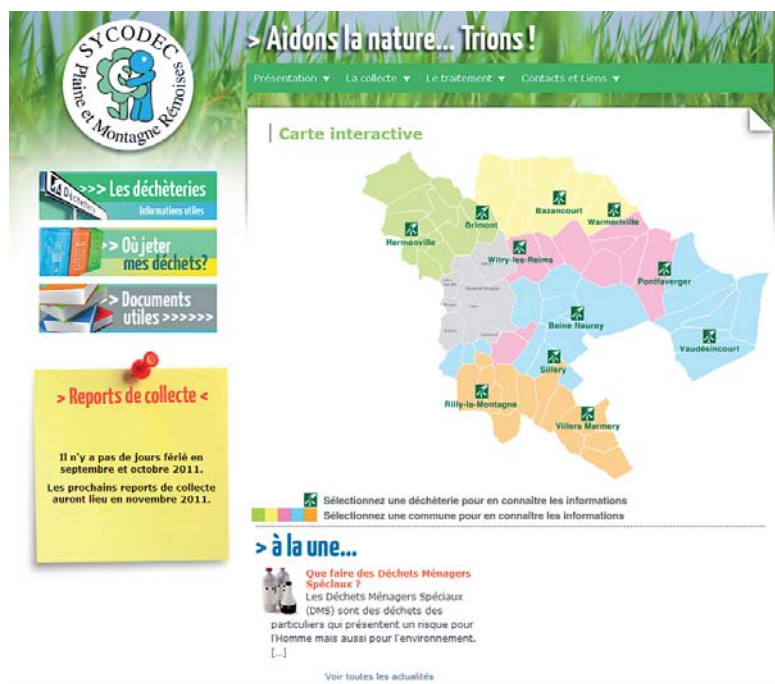 SYCODEC
Plaine et Montagne Rémoises
> Aidons la nature... Trions !
Présentation ▼ La collecte ▼ Le traitement ▼ Contacts et Liens ▼
Carte interactive
Déchetteries
>>> Les déchèteries
Informations utiles
>> Où jeter
mes déchets?
>> Documents
utiles >>>>>>
> Reports de collecte <
Il n'y a pas de jours férié en
septembre et octobre 2011.
Les prochains reports de collecte
auront lieu en novembre 2011.
Hermonville
Brimont
Bazancourt
Warmeriville
Witry-les-Reims
Pontfaverger
Beine Nauroy
Vaudésincourt
Sillery
Rilly-la-Montagne
Villers Marmery
Sélectionnez une déchèterie pour en connaître les informations
Sélectionnez une commune pour en connaître les informations
> à la une...
Que faire des Déchets Ménagers
Spéciaux ?
Les Déchets Ménagers Spéciaux
(DMS) sont des déchets des
particuliers qui présentent un risque pour
l'Homme mais aussi pour l'environnement.
[...]
Voir toutes les actualités